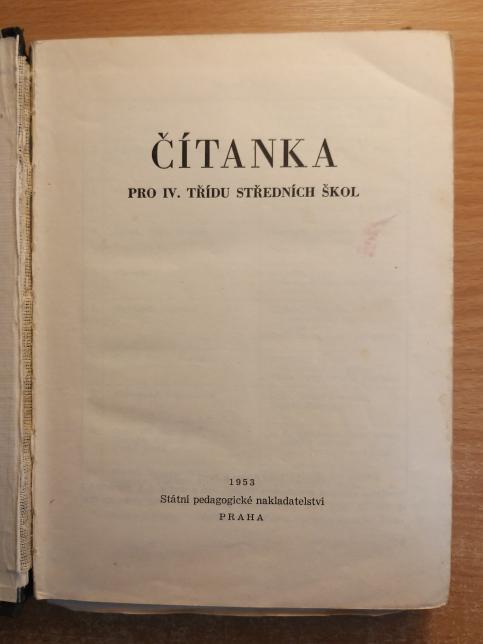 ČÍTANKA
PRO IV. TŘÍDU STŘEDNÍCH ŠKOL
1953
Státní pedagogické nakladatelství
PRAHA